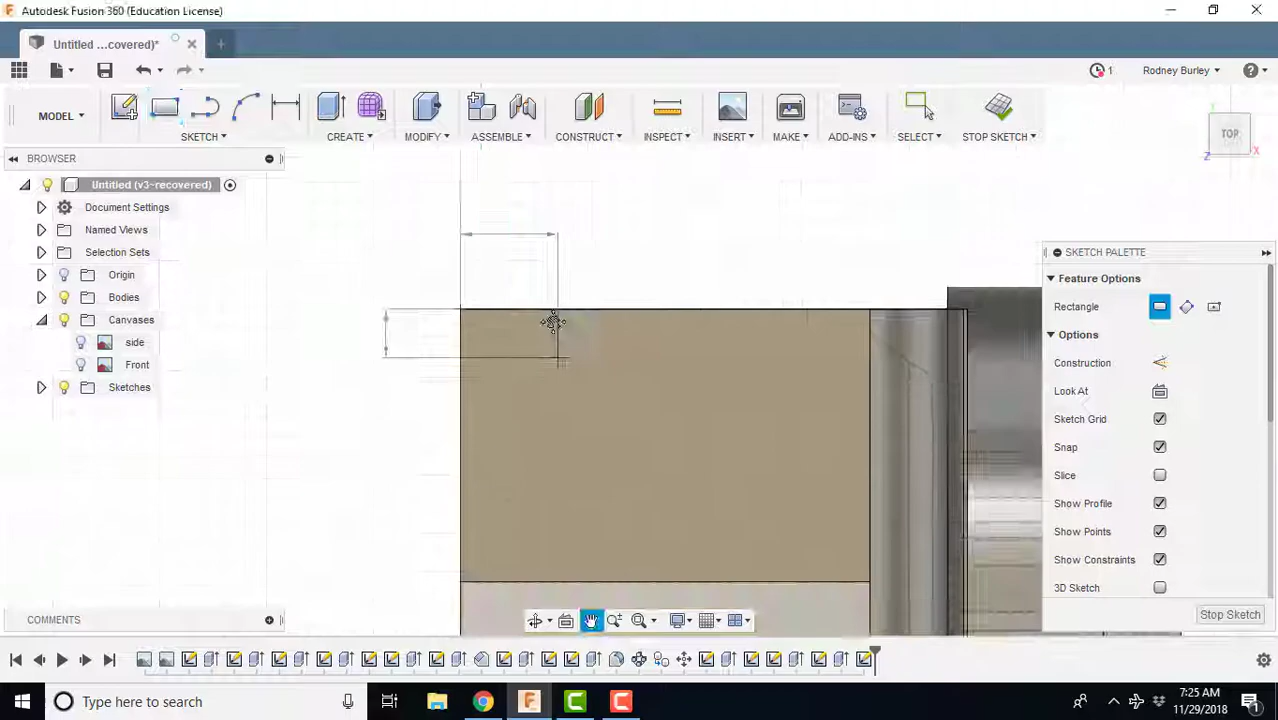 Autodesk Fusion 360 (Education License)
Untitled ...covered)*
Rodney Burley
1
MODEL
SKETCH
CREATE
MODIFY
ASSEMBLE
CONSTRUCT
INSPECT
INSERT
MAKE
ADD-INS
SELECT
STOP SKETCH
TOP
X
Z
BROWSER
Untitled (v3~recovered)
Document Settings
Named Views
Selection Sets
Origin
Bodies
Canvases
side
Front
Sketches
SKETCH PALETTE
Feature Options
Rectangle
Options
Construction
Look At
Sketch Grid
Snap
Slice
Show Profile
Show Points
Show Constraints
3D Sketch
Stop Sketch
COMMENTS
Type here to search
7:25 AM
11/29/2018
1